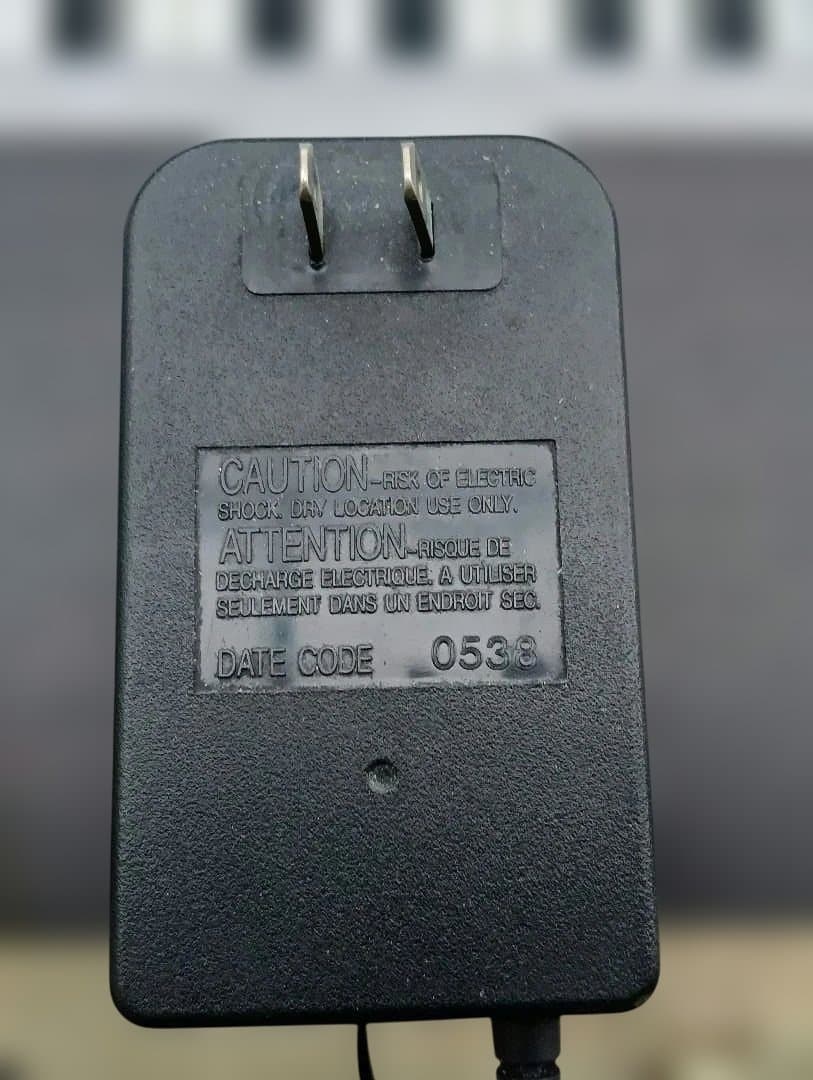 CAUTION-RISK OF ELECTRIC
SHOCK. DRY LOCATION USE ONLY.
ATTENTION-RISQUE DE
DECHARGE ELECTRIQUE. A UTILISER
SEULEMENT DANS UN ENDROIT SEC.
DATE CODE 0538